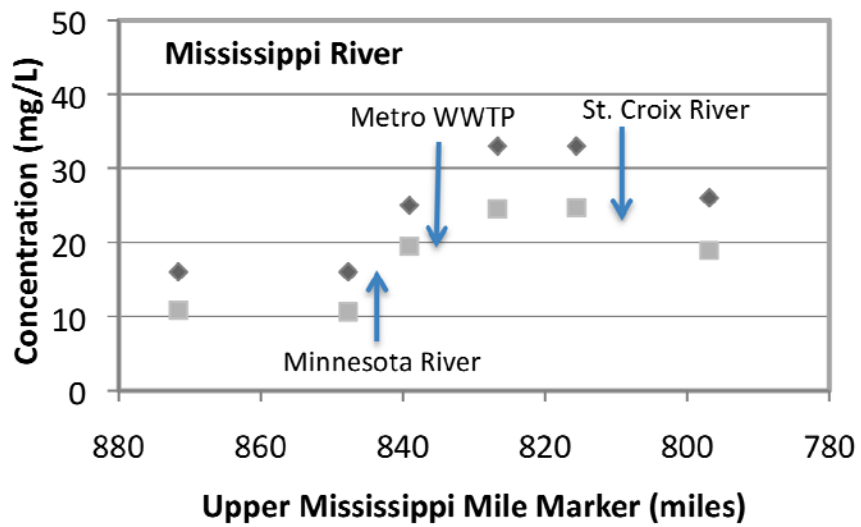 Mississippi River
Concentration (mg/L)
50
40
30
20
10
0
Metro WWTP
St. Croix River
Minnesota River
880 860 840 820 800 780
Upper Mississippi Mile Marker (miles)